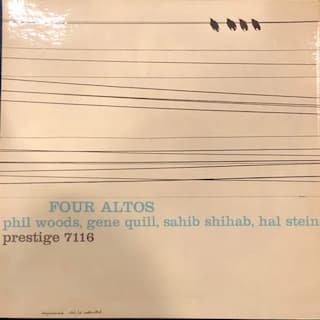 FOUR ALTOS
phil woods, gene quill, sahib shihab, hal stein
prestige 7116